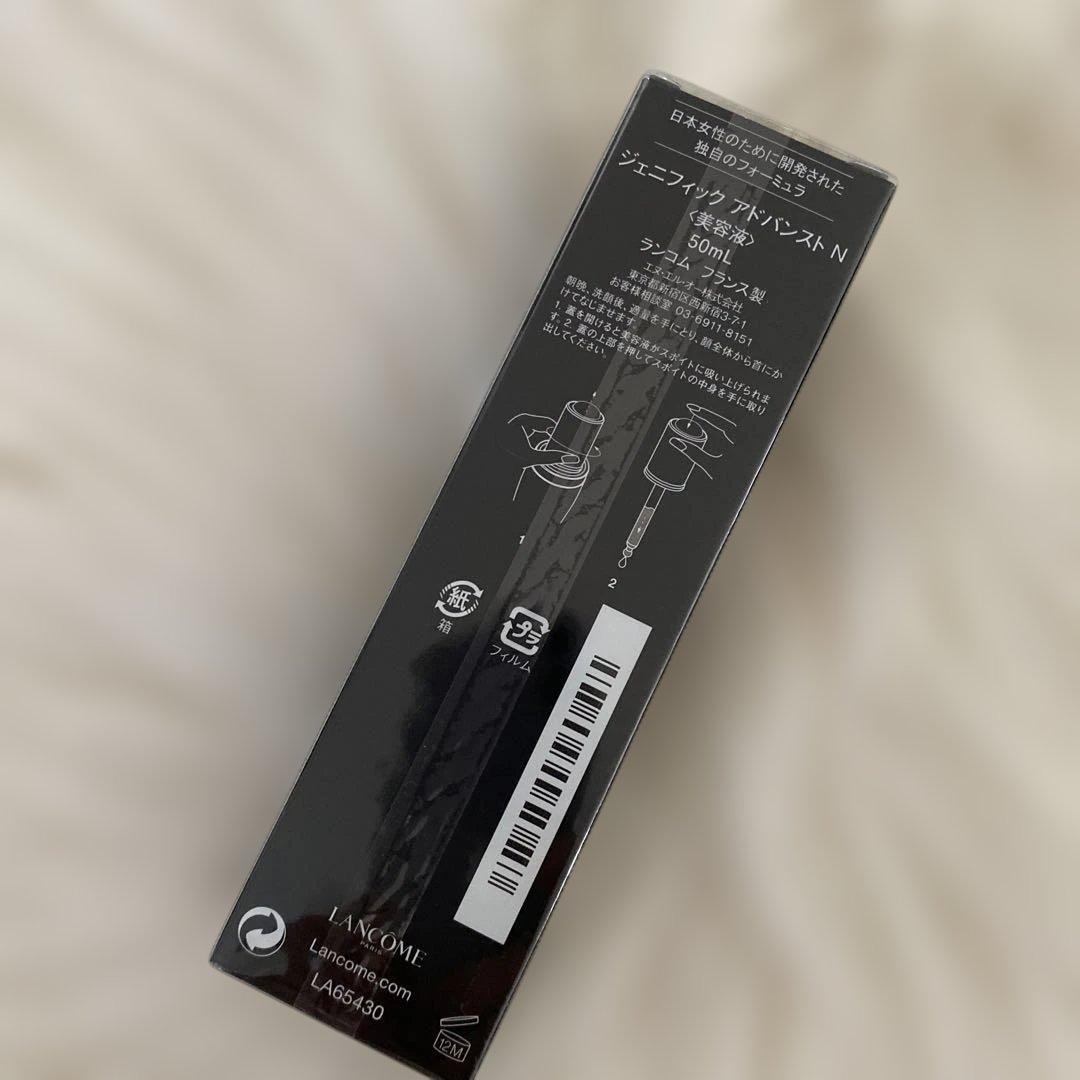 日本女性のために開発された
独自のフォーミュラ
ジェニフィック アドバンスト N
〈美容液〉
50mL
ランコム フランス製
エヌ・エル・オー株式会社
東京都新宿区西新宿3-7-1
お客様相談室 03-6911-8151
朝晩、洗顔後、適量を手にとり、顔全体から首にか
けてなじませます。
1. 蓋を開けると美容液がスポイトに吸い上げられま
す。2. 蓋の上部を押してスポイトの中身を手に取り
出してください。
1
2
紙
箱
プラ
フィルム
LANCÔME
PARIS
Lancome.com
LA65430
12M